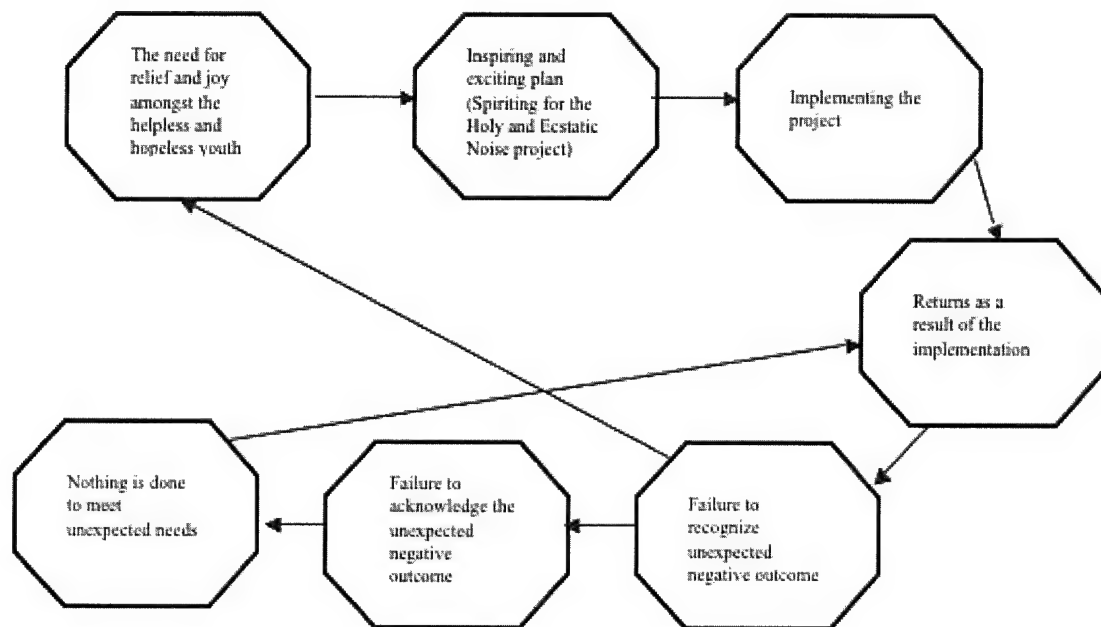 The need for
relief and joy
amongst the
helpless and
hopeless youth
Inspiring and
exciting plan
(Spiriting for the
Holy and Ecstatic
Noise project)
Implementing the
project
Returns as a
result of the
implementation
Failure to
recognize
unexpected
negative outcome
Failure to
acknowledge the
unexpected
negative
outcome
Nothing is done
to meet
unexpected needs